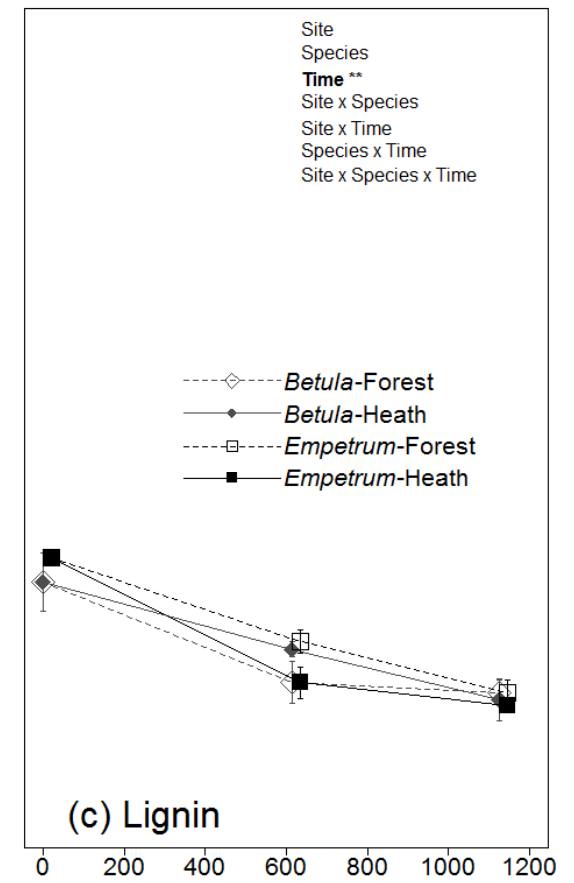 Site
Species
Time **
Site x Species
Site x Time
Species x Time
Site x Species x Time
Betula-Forest
Betula-Heath
Empetrum-Forest
Empetrum-Heath
(c) Lignin
0 200 400 600 800 1000 1200